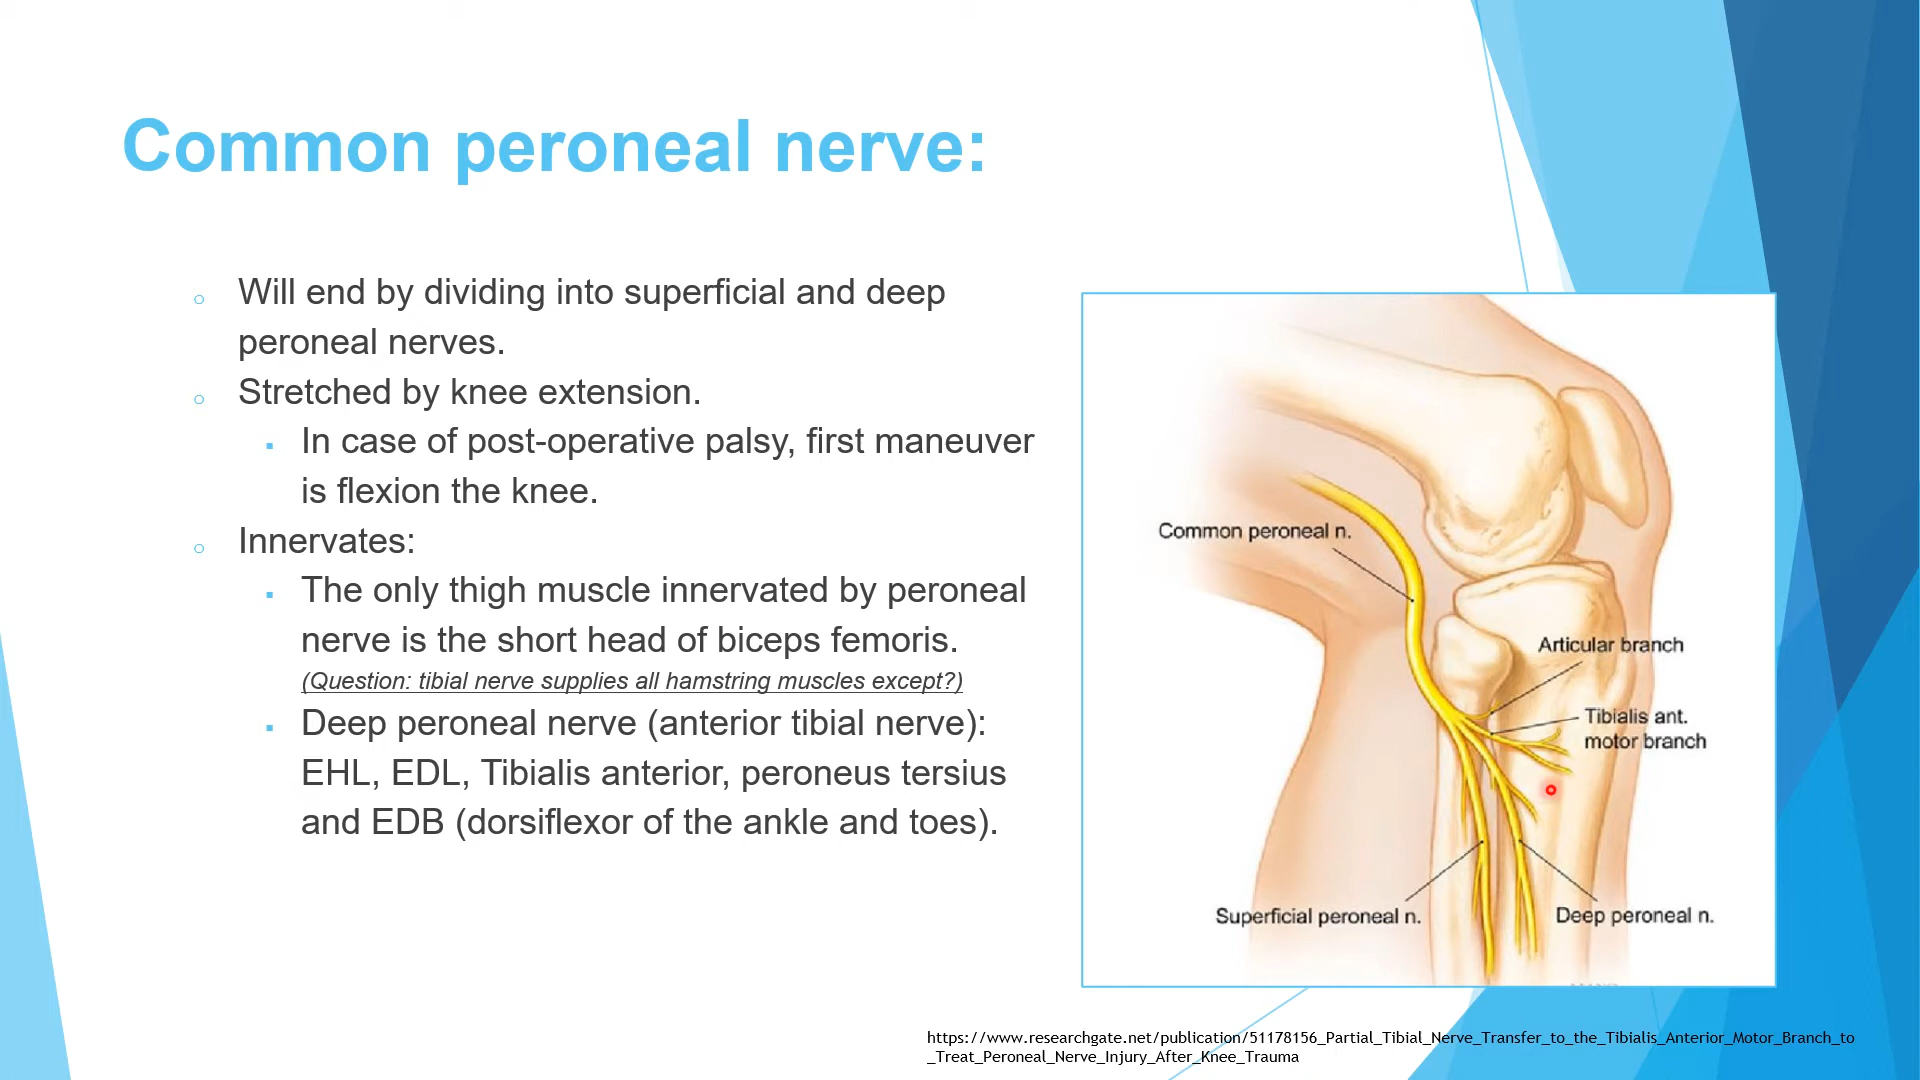 Common peroneal nerve:
Will end by dividing into superficial and deep
peroneal nerves.
Stretched by knee extension.
In case of post-operative palsy, first maneuver
is flexion the knee.
Innervates:
The only thigh muscle innervated by peroneal
nerve is the short head of biceps femoris.
(Question: tibial nerve supplies all hamstring muscles except?)
Deep peroneal nerve (anterior tibial nerve):
EHL, EDL, Tibialis anterior, peroneus tersius
and EDB (dorsiflexor of the ankle and toes).
Common peroneal n.
Articular branch
Tibialis ant.
motor branch
Superficial peroneal n.
Deep peroneal n.
https://www.researchgate.net/publication/51178156_Partial_Tibial_Nerve_Transfer_to_the_Tibialis_Anterior_Motor_Branch_to
_Treat_Peroneal_Nerve_Injury_After_Knee_Trauma